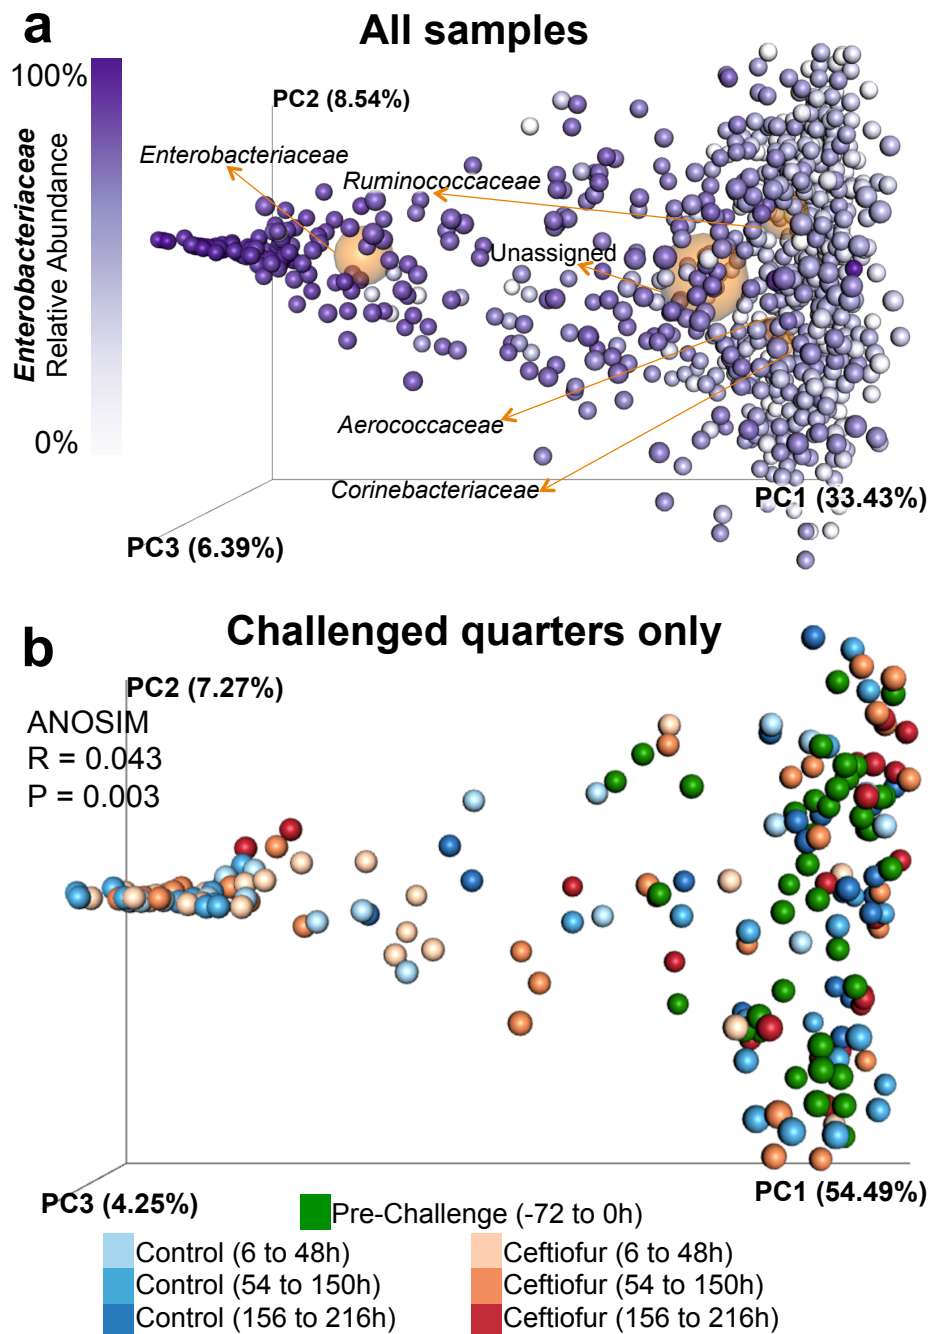 a
All samples
100%
Enterobacteriaceae
Relative Abundance
0%
PC2 (8.54%)
Enterobacteriaceae
Ruminococcaceae
Unassigned
Aerococcaceae
Corinebacteriaceae
PC1 (33.43%)
PC3 (6.39%)
b
Challenged quarters only
PC2 (7.27%)
ANOSIM
R = 0.043
P = 0.003
PC3 (4.25%)
PC1 (54.49%)
Pre-Challenge (-72 to 0h)
Control (6 to 48h)
Ceftiofur (6 to 48h)
Control (54 to 150h)
Ceftiofur (54 to 150h)
Control (156 to 216h)
Ceftiofur (156 to 216h)